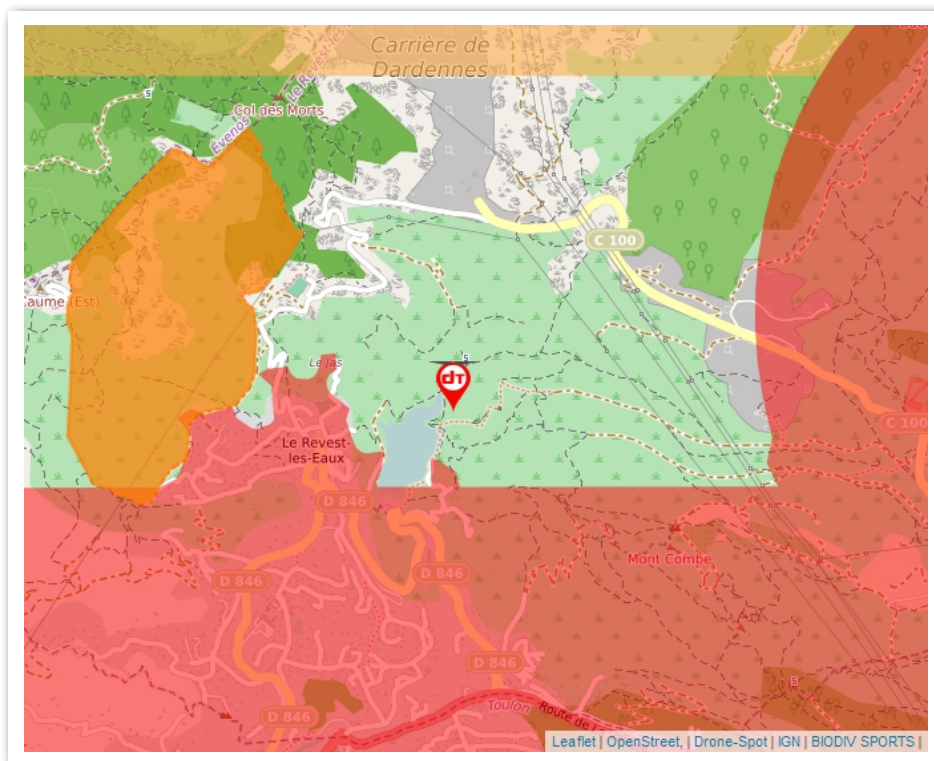 Carrière de
Dardennes
5
Col des Morts
Le Revest-les
Évenos
C 100
aume (Est)
Le Jas
5
dT
Le Revest-
les-Eaux
C 100
D 846
Mont Combe
D 846
D 846
D 846
5
D 846
Toulon
Route de L
Leaflet | OpenStreet, | Drone-Spot | IGN | BIODIV SPORTS |